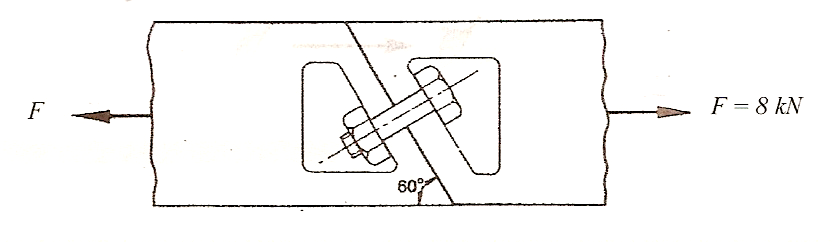 F
F = 8 kN
60°